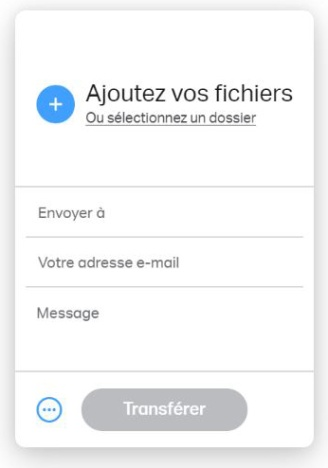 Ajoutez vos fichiers
Ou sélectionnez un dossier
Envoyer à
Votre adresse e-mail
Message
Transférer